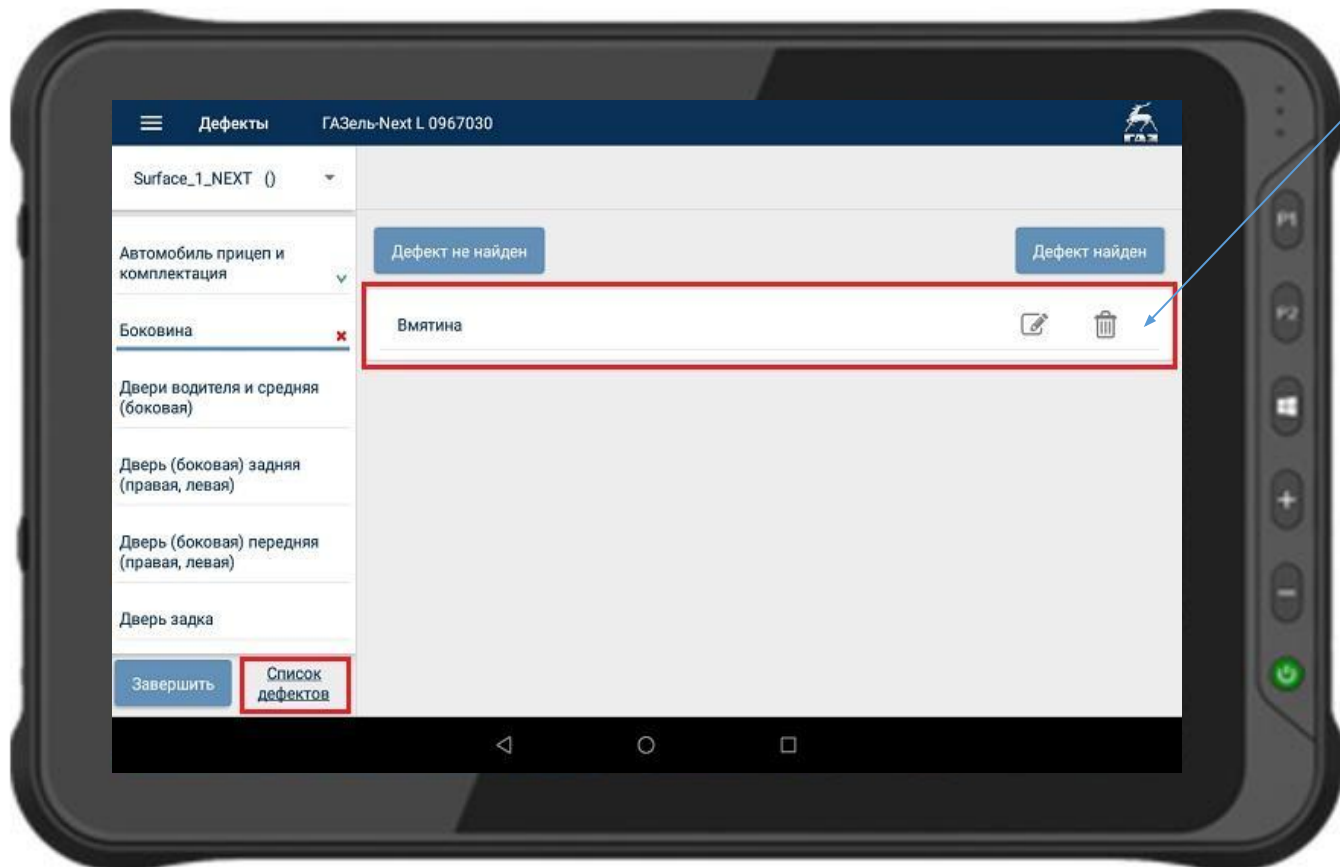 Дефекты ГАЗель-Next L 0967030
ГАЗ
Surface_1_NEXT ()
Автомобиль прицеп и
комплектация
Дефект не найден
Дефект найден
Боковина
Вмятина
Двери водителя и средняя
(боковая)
Дверь (боковая) задняя
(правая, левая)
Дверь (боковая) передняя
(правая, левая)
Дверь задка
Завершить
Список
дефектов
P1
P2